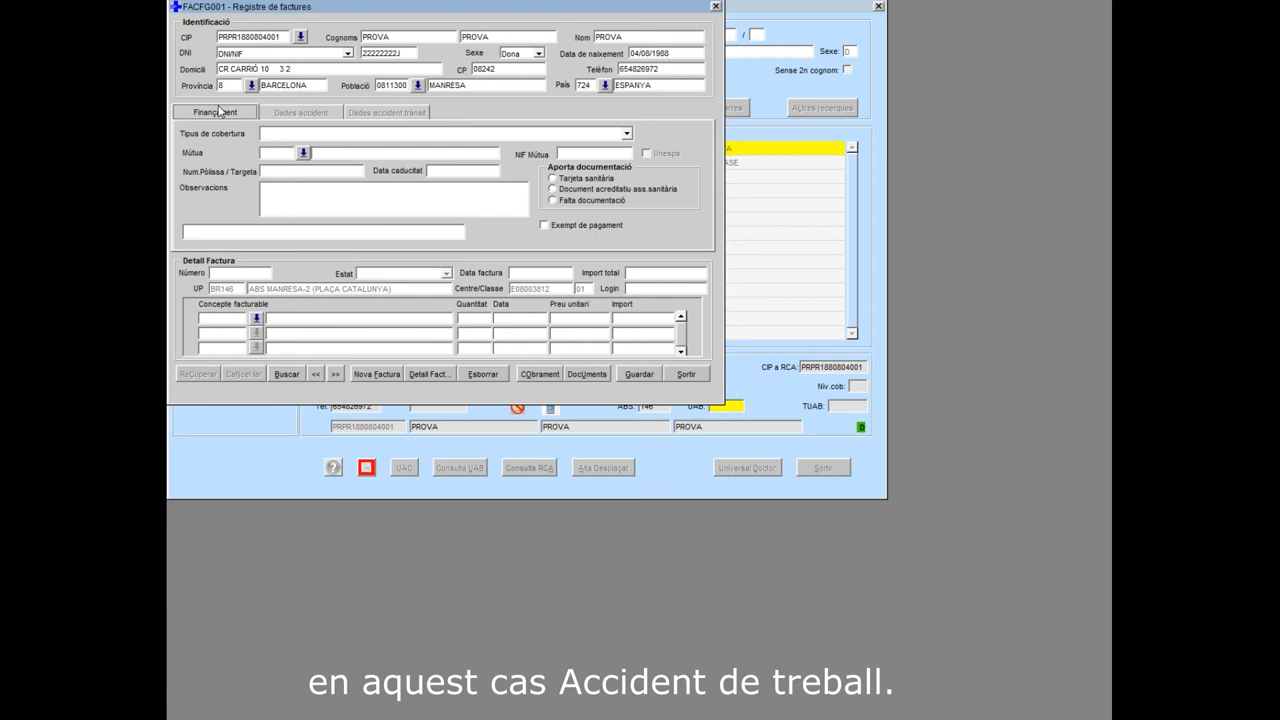 FACFG001 - Registre de factures
Identificació
CIP PRPR1880804001 Cognoms PROVA PROVA Nom PROVA
DNI DNI/NIF 22222222J Sexe Dona Data de naixement 04/08/1988
Domicili CR CARRIÓ 10 3 2 CP 08242 Telèfon 654826972
Província 8 BARCELONA Població 0811300 MANRESA País 724 ESPANYA
/
Sexe: D
Sense 2n cognom:
arres Altres recerques
Finançament Dades accident Dades accident trànsit
Tipus de cobertura
Mútua NIF Mútua Unespa
Num.Pòlissa / Targeta Data caducitat
Observacions
Aporta documentació
Tarjeta sanitària
Document acreditatiu ass.sanitària
Falta documentació
Exempt de pagament
A
ASE
Detall Factura
Número Estat Data factura Import total
UP BR146 ABS MANRESA-2 (PLAÇA CATALUNYA) Centre/Classe E08003812 01 Login
Concepte facturable Quantitat Data Preu unitari Import
ReCuperar Cancel·lar Buscar << >> Nova Factura Detall Fact... Esborrar CObrament DocUments Guardar Sortir
CIP a RCA: PRPR1880804001
Niv.cob:
Tel: 654826972 ABS: 146 UAB: TUAB:
PRPR1880804001 PROVA PROVA PROVA D
? UAC Consulta UAB Consulta RCA Alta Desplaçat Universal Doctor Sortir
en aquest cas Accident de treball.